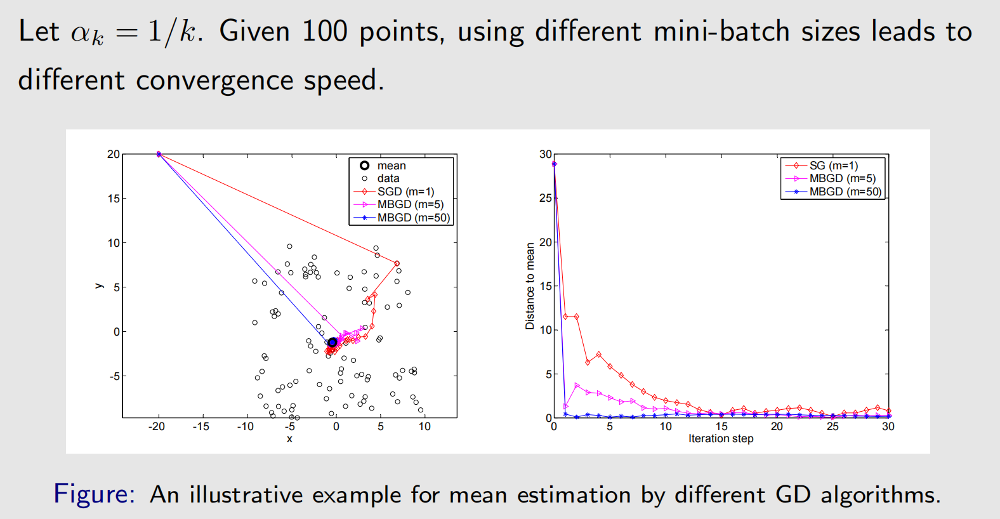 Let αₖ = 1/k. Given 100 points, using different mini-batch sizes leads to
different convergence speed.
20
15
10
5
0
-5
y
-20
-15
-10
-5
0
5
10
x
mean
data
SGD (m=1)
MBGD (m=5)
MBGD (m=50)
30
25
20
15
10
5
0
Distance to mean
0
5
10
15
20
25
30
Iteration step
SG (m=1)
MBGD (m=5)
MBGD (m=50)
Figure: An illustrative example for mean estimation by different GD algorithms.